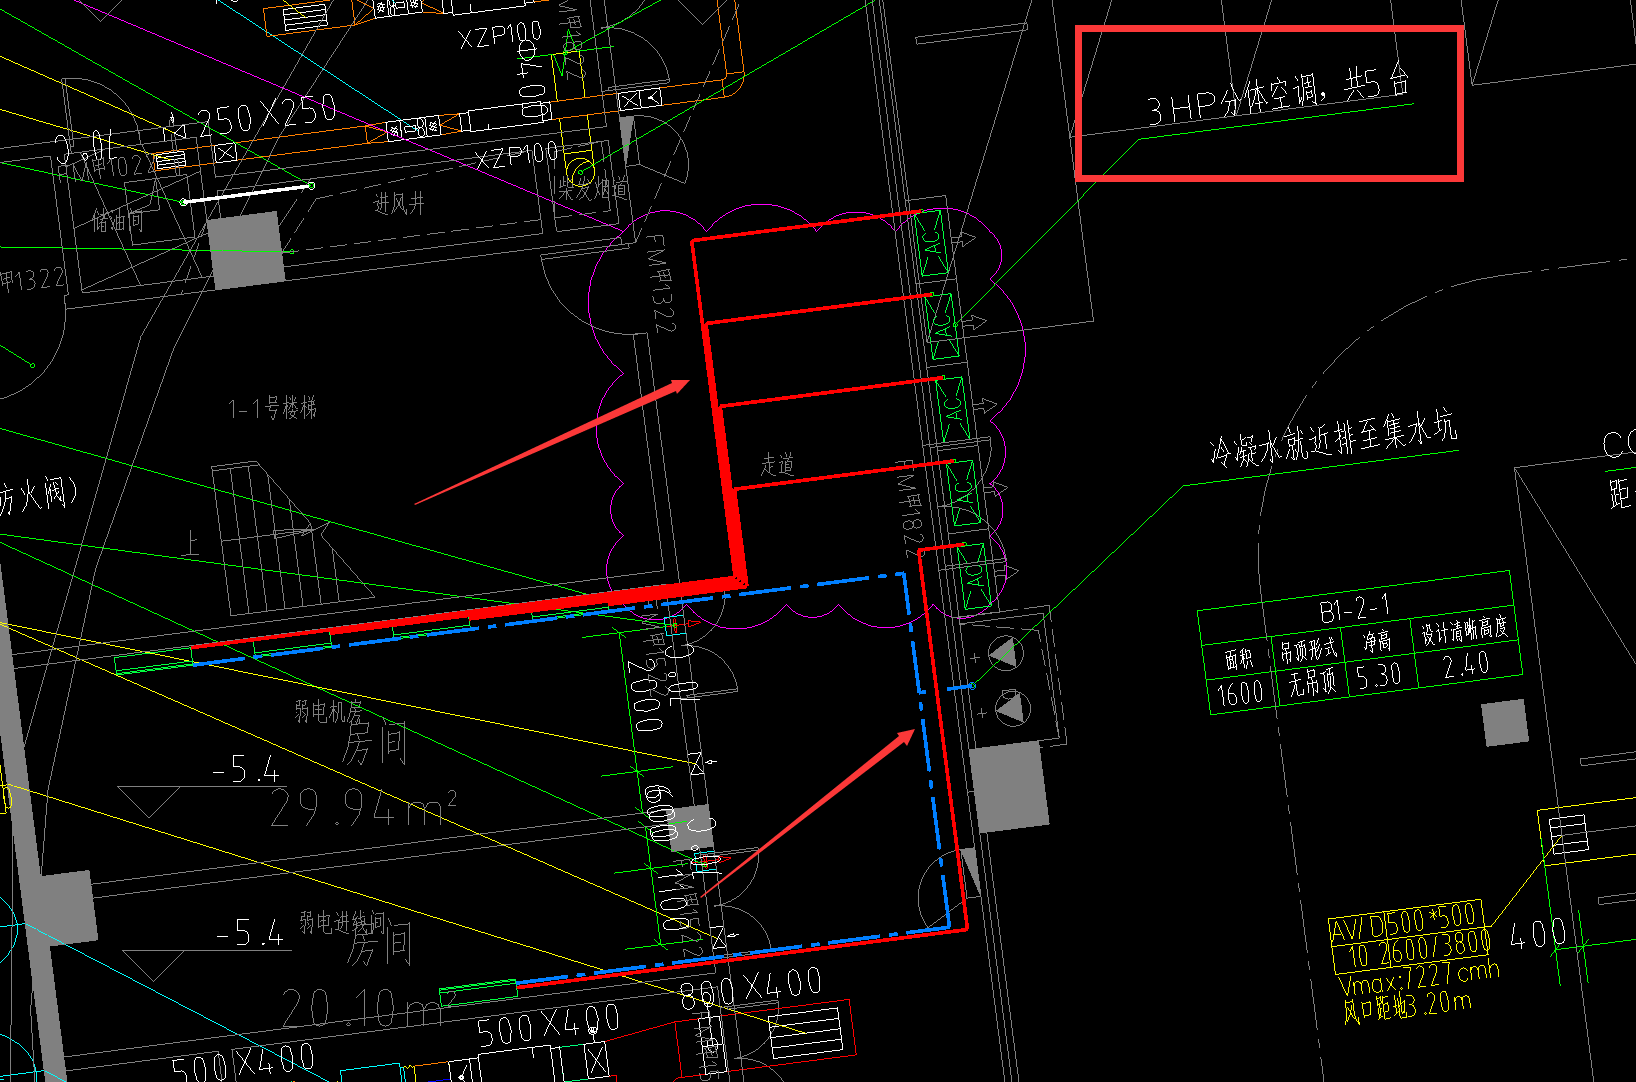 XZP100
250X250
XZP100
3HP分体空调，共5台
进风井
柴发烟道
储油间
甲1322
FM甲1322
1-1号楼梯
上
走道
防火阀)
AC
AC
AC
AC
AC
冷凝水就近排至集水坑
B1-2-1
面积
吊顶形式
净高
设计清晰高度
1600
无吊顶
5.30
2.40
2000
弱电机房
房间
-5.4
29.94m²
600
1100
弱电进线间
房间
-5.4
20.10m²
800X400
500X400
500X400
AV/D 500*500
10 2600/3800
Vmax:7227cmh
风口距地3.20m
400